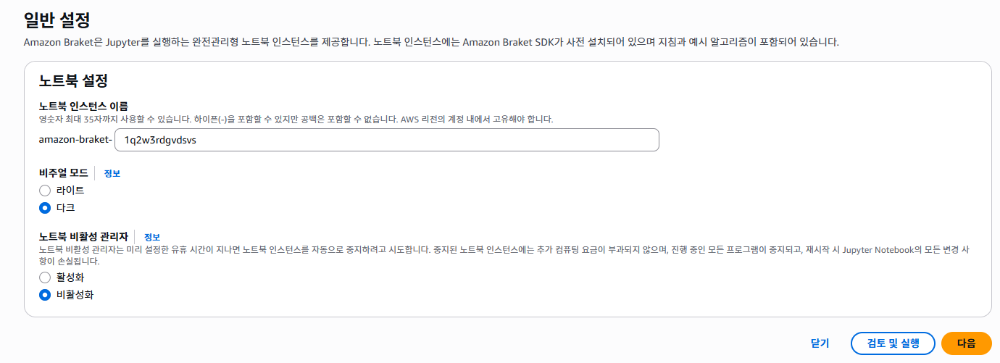 일반 설정
Amazon Braket은 Jupyter를 실행하는 완전관리형 노트북 인스턴스를 제공합니다. 노트북 인스턴스에는 Amazon Braket SDK가 사전 설치되어 있으며 지침과 예시 알고리즘이 포함되어 있습니다.
노트북 설정
노트북 인스턴스 이름
영숫자 최대 35자까지 사용할 수 있습니다. 하이픈(-)을 포함할 수 있지만 공백은 포함할 수 없습니다. AWS 리전의 계정 내에서 고유해야 합니다.
amazon-braket- 1q2w3rdgvdsvs
비주얼 모드 정보
라이트
다크
노트북 비활성 관리자 정보
노트북 비활성 관리자는 미리 설정한 유휴 시간이 지나면 노트북 인스턴스를 자동으로 중지하려고 시도합니다. 중지된 노트북 인스턴스에는 추가 컴퓨팅 요금이 부과되지 않으며, 진행 중인 모든 프로그램이 중지되고, 재시작 시 Jupyter Notebook의 모든 변경 사
항이 손실됩니다.
활성화
비활성화
닫기 검토 및 실행 다음